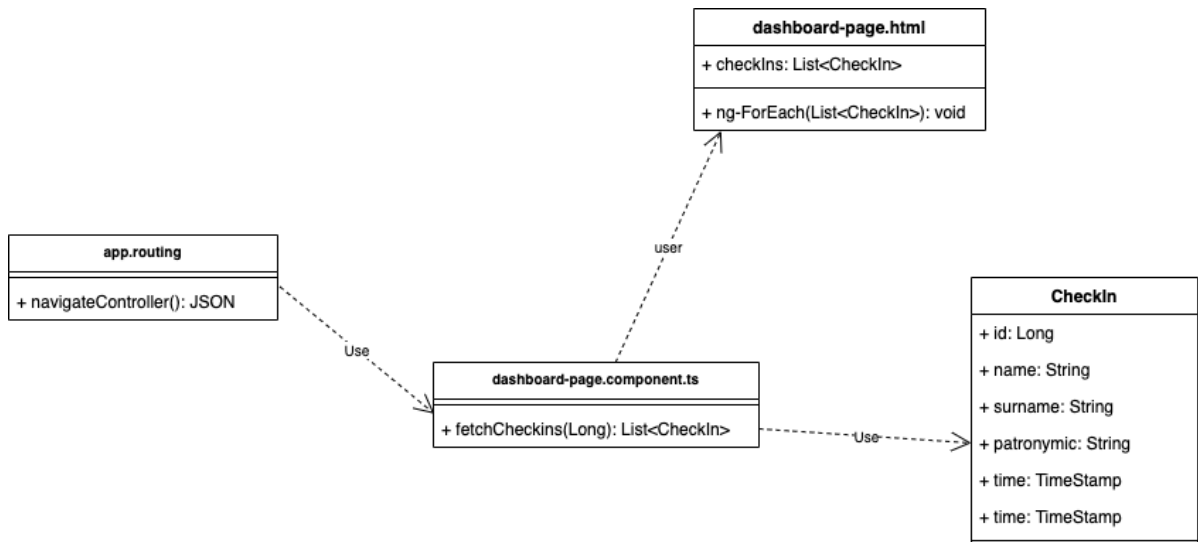 dashboard-page.html
+ checkIns: List<CheckIn>
+ ng-ForEach(List<CheckIn>): void
user
app.routing
+ navigateController(): JSON
Use
dashboard-page.component.ts
+ fetchCheckins(Long): List<CheckIn>
Use
CheckIn
+ id: Long
+ name: String
+ surname: String
+ patronymic: String
+ time: TimeStamp
+ time: TimeStamp